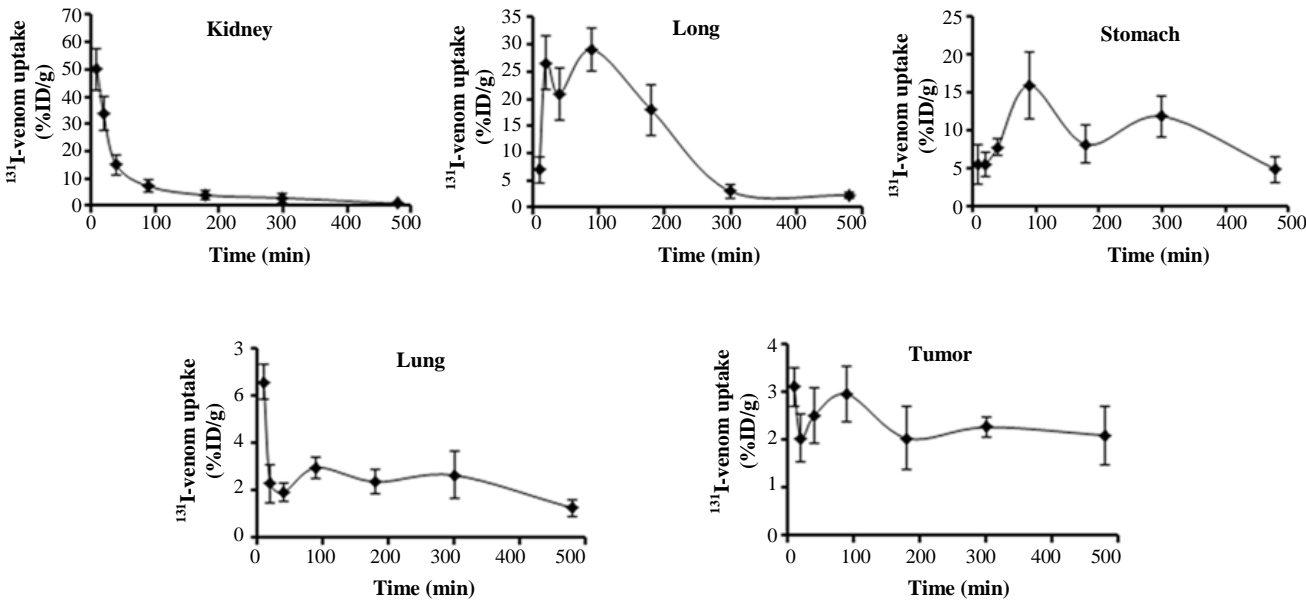 Kidney
¹³¹I-venom uptake
(%ID/g)
70
60
50
40
30
20
10
0
0 100 200 300 400 500
Time (min)
Long
¹³¹I-venom uptake
(%ID/g)
35
30
25
20
15
10
5
0
0 100 200 300 400 500
Time (min)
Stomach
¹³¹I-venom uptake
(%ID/g)
25
20
15
10
5
0
0 100 200 300 400 500
Time (min)
Lung
¹³¹I-venom uptake
(%ID/g)
3
6
4
2
0
0 100 200 300 400 500
Time (min)
Tumor
¹³¹I-venom uptake
(%ID/g)
4
3
2
1
0
0 100 200 300 400 500
Time (min)